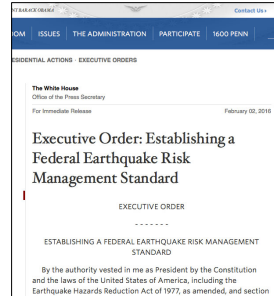 NT BARACK OBAMA
Contact Us
OM ISSUES THE ADMINISTRATION PARTICIPATE 1600 PENN
ESIDENTIAL ACTIONS · EXECUTIVE ORDERS
The White House
Office of the Press Secretary
For Immediate Release
February 02, 2016
Executive Order: Establishing a
Federal Earthquake Risk
Management Standard
EXECUTIVE ORDER
- - - - - - -
ESTABLISHING A FEDERAL EARTHQUAKE RISK MANAGEMENT
STANDARD
By the authority vested in me as President by the Constitution
and the laws of the United States of America, including the
Earthquake Hazards Reduction Act of 1977, as amended, and section